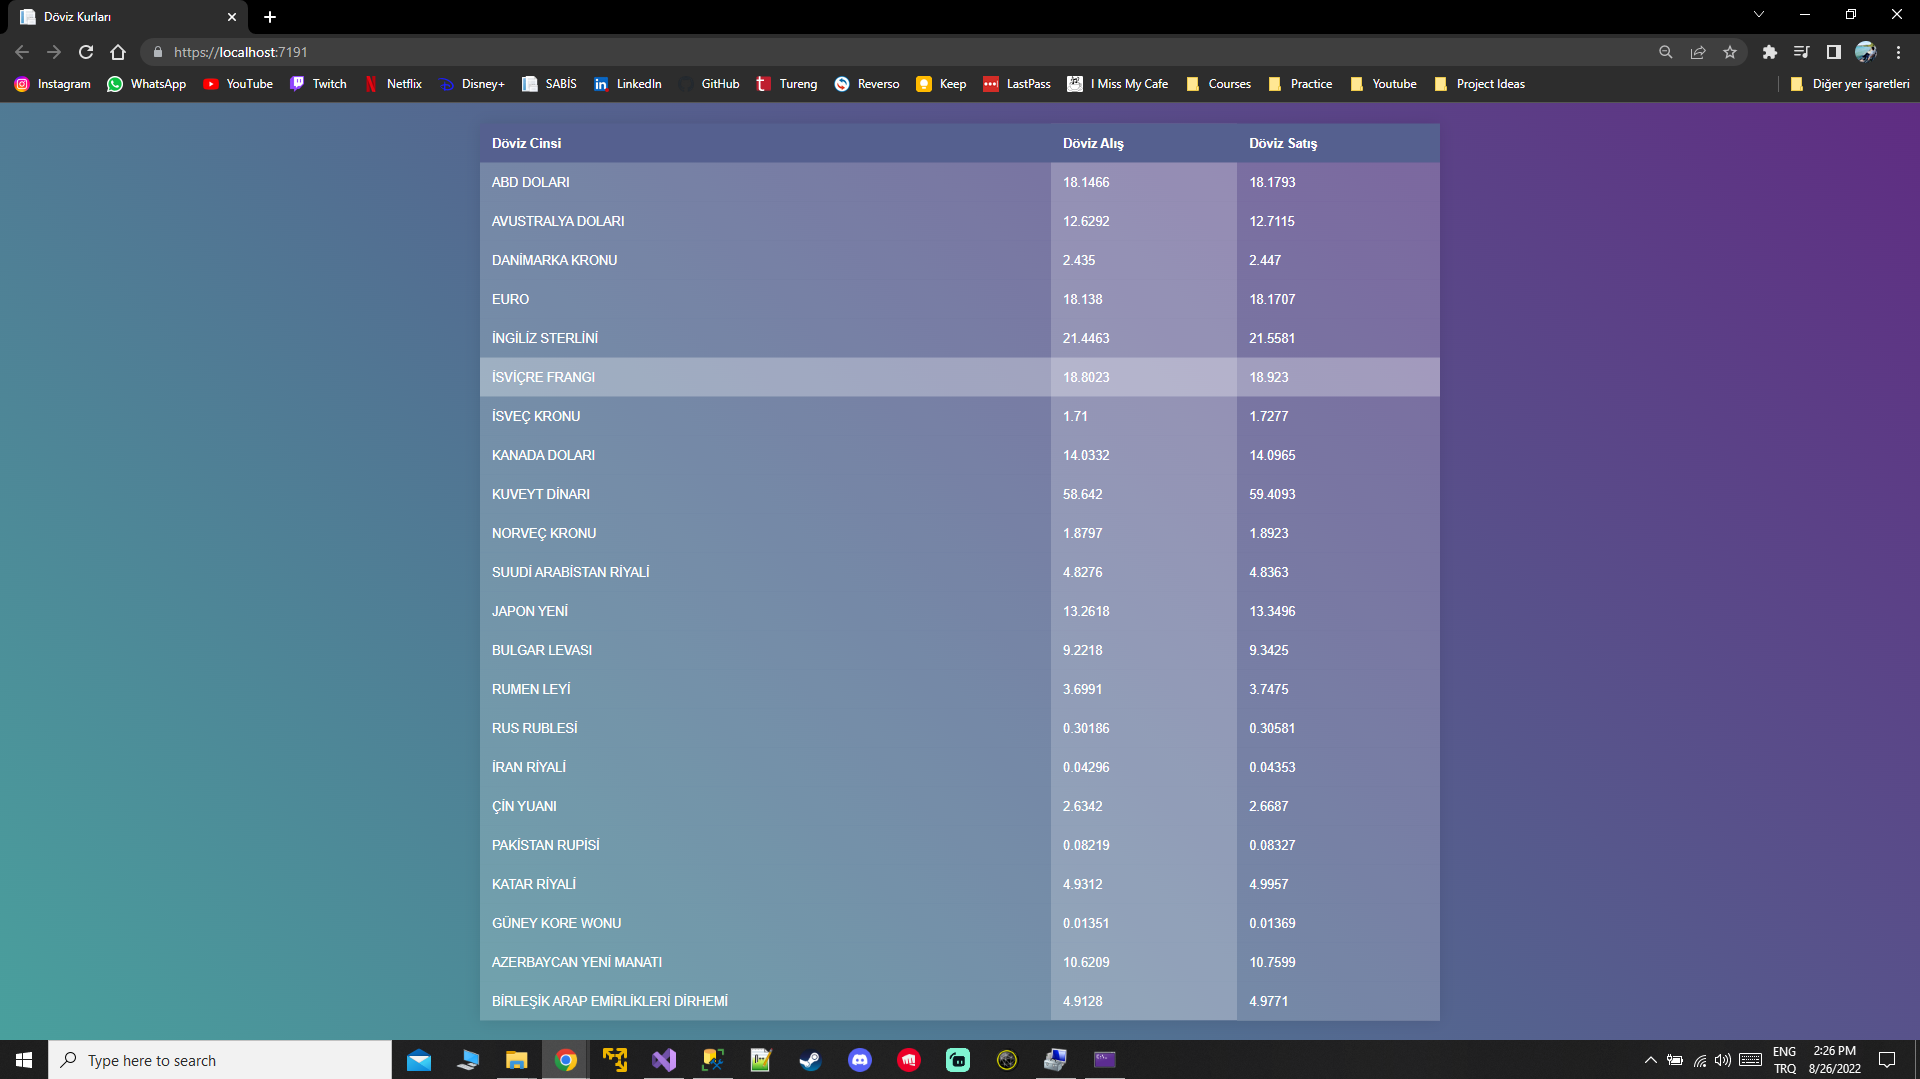 Döviz Kurları
https://localhost:7191
Instagram WhatsApp YouTube Twitch Netflix Disney+ SABİS LinkedIn GitHub Tureng Reverso Keep LastPass I Miss My Cafe Courses Practice Youtube Project Ideas Diğer yer işaretleri
Döviz Cinsi Döviz Alış Döviz Satış
ABD DOLARI 18.1466 18.1793
AVUSTRALYA DOLARI 12.6292 12.7115
DANİMARKA KRONU 2.435 2.447
EURO 18.138 18.1707
İNGİLİZ STERLİNİ 21.4463 21.5581
İSVİÇRE FRANGI 18.8023 18.923
İSVEÇ KRONU 1.71 1.7277
KANADA DOLARI 14.0332 14.0965
KUVEYT DİNARI 58.642 59.4093
NORVEÇ KRONU 1.8797 1.8923
SUUDİ ARABİSTAN RİYALİ 4.8276 4.8363
JAPON YENİ 13.2618 13.3496
BULGAR LEVASI 9.2218 9.3425
RUMEN LEYİ 3.6991 3.7475
RUS RUBLESİ 0.30186 0.30581
İRAN RİYALİ 0.04296 0.04353
ÇİN YUANI 2.6342 2.6687
PAKİSTAN RUPİSİ 0.08219 0.08327
KATAR RİYALİ 4.9312 4.9957
GÜNEY KORE WONU 0.01351 0.01369
AZERBAYCAN YENİ MANATI 10.6209 10.7599
BİRLEŞİK ARAP EMİRLİKLERİ DİRHEMİ 4.9128 4.9771
Type here to search
ENG 2:26 PM
TRQ 8/26/2022